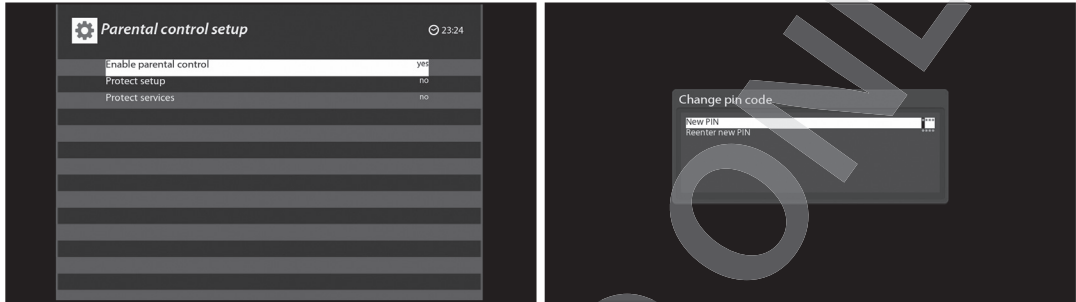 Parental control setup
23:24
Enable parental control yes
Protect setup no
Protect services no
Change pin code
New PIN
Reenter new PIN ****